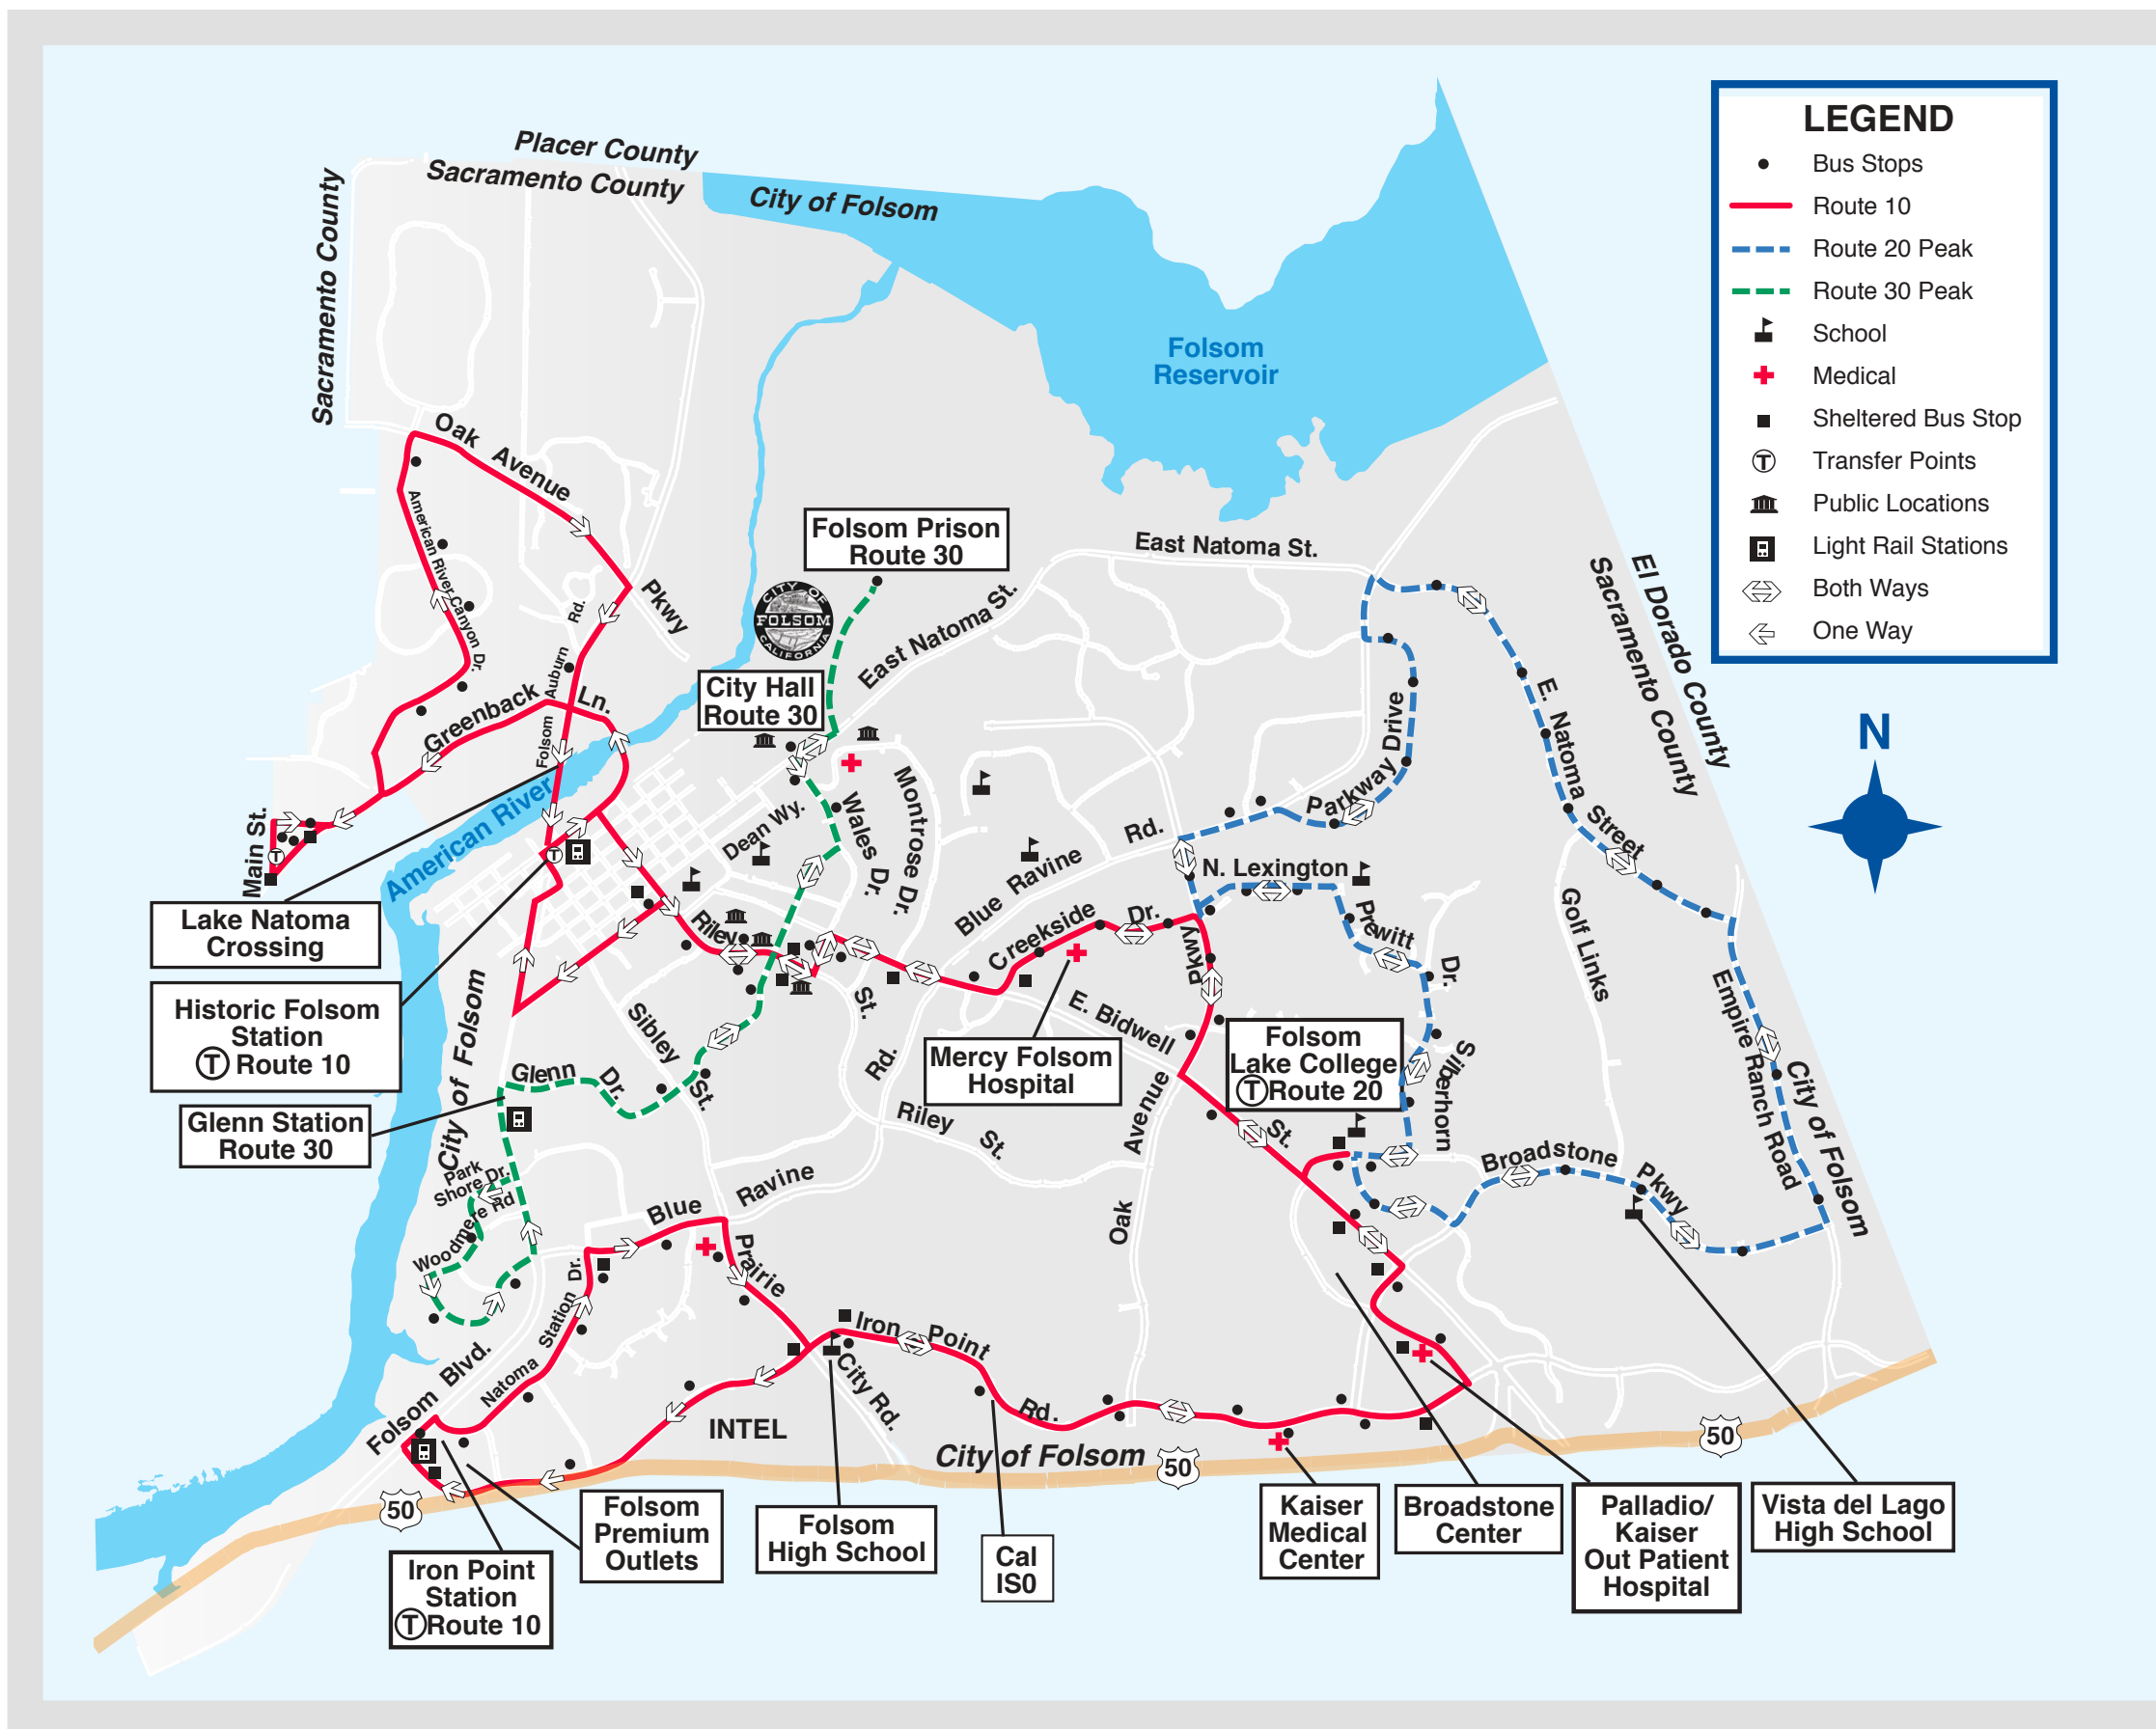 Placer County
Sacramento County
Sacramento County
City of Folsom
LEGEND
Bus Stops
Route 10
Route 20 Peak
Route 30 Peak
School
Medical
Sheltered Bus Stop
T
Transfer Points
Public Locations
Light Rail Stations
Both Ways
One Way
Folsom
Reservoir
Oak Avenue
Pkwy
American River Canyon Dr.
Folsom Auburn Rd.
Greenback Ln.
Folsom Prison
Route 30
CITY OF
FOLSOM
CALIFORNIA
City Hall
Route 30
East Natoma St.
East Natoma St.
El Dorado County
Sacramento County
N
E. Natoma Street
Parkway Drive
Main St.
T
American River
T
Dean Wy.
Wales Dr.
Montrose Dr.
Blue Ravine Rd.
N. Lexington
Prewitt Dr.
Golf Links
Lake Natoma
Crossing
Riley
St.
Creekside Dr.
Pkwy
Historic Folsom
Station
T Route 10
City of Folsom
Sibley St.
Rd.
E. Bidwell St.
Mercy Folsom
Hospital
Folsom
Lake College
T Route 20
Silberhorn
Empire Ranch Road
City of Folsom
Glenn Dr.
Glenn Station
Route 30
Riley St.
Oak Avenue
Broadstone Pkwy
Park
Shore Dr.
Woodmere Rd
Blue Ravine
Prairie
City Rd.
Natoma Station Dr.
Folsom Blvd.
Iron Point Rd.
INTEL
City of Folsom
50
50
50
Folsom
Premium
Outlets
Iron Point
Station
T Route 10
Folsom
High School
Cal
ISO
Kaiser
Medical
Center
Broadstone
Center
Palladio/
Kaiser
Out Patient
Hospital
Vista del Lago
High School